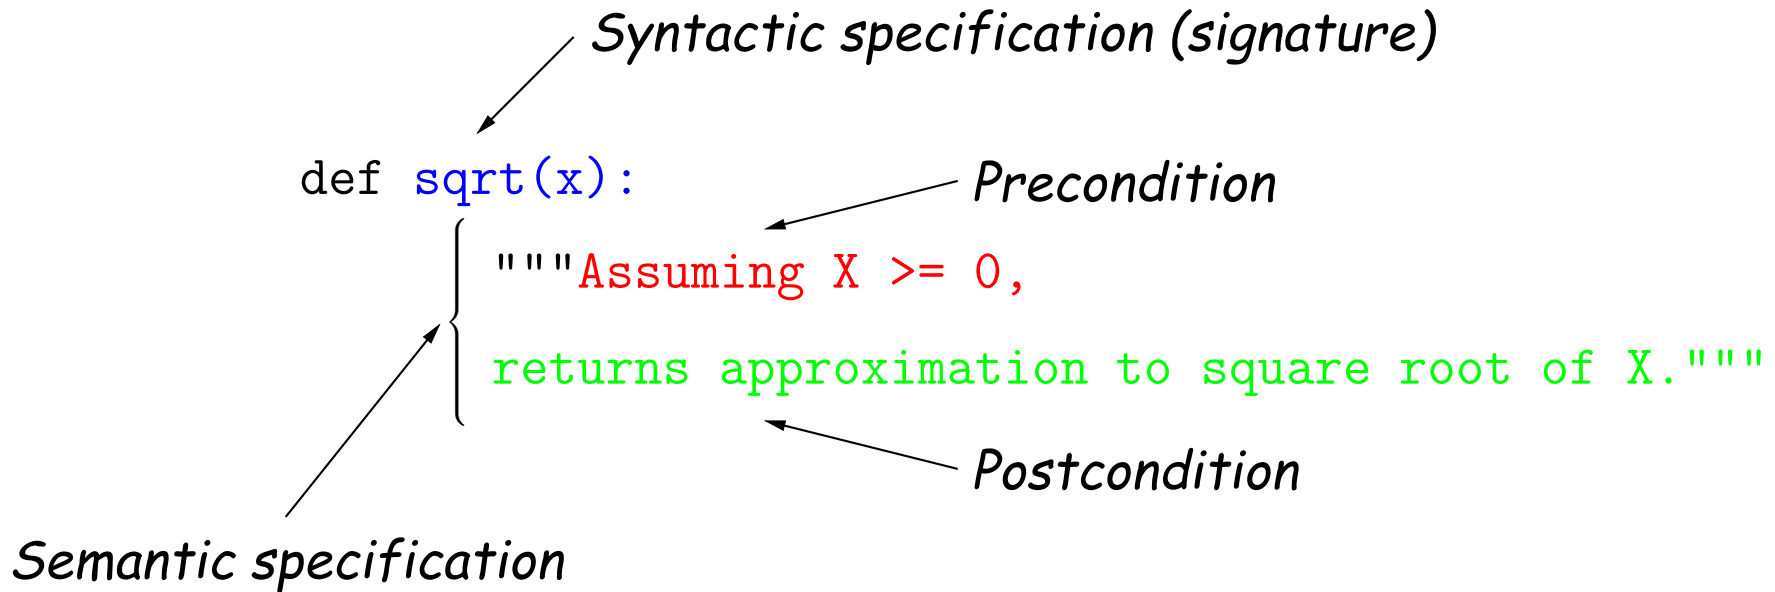 Syntactic specification (signature)
def sqrt(x):
Precondition
"""Assuming X >= 0,
returns approximation to square root of X."""
Postcondition
Semantic specification